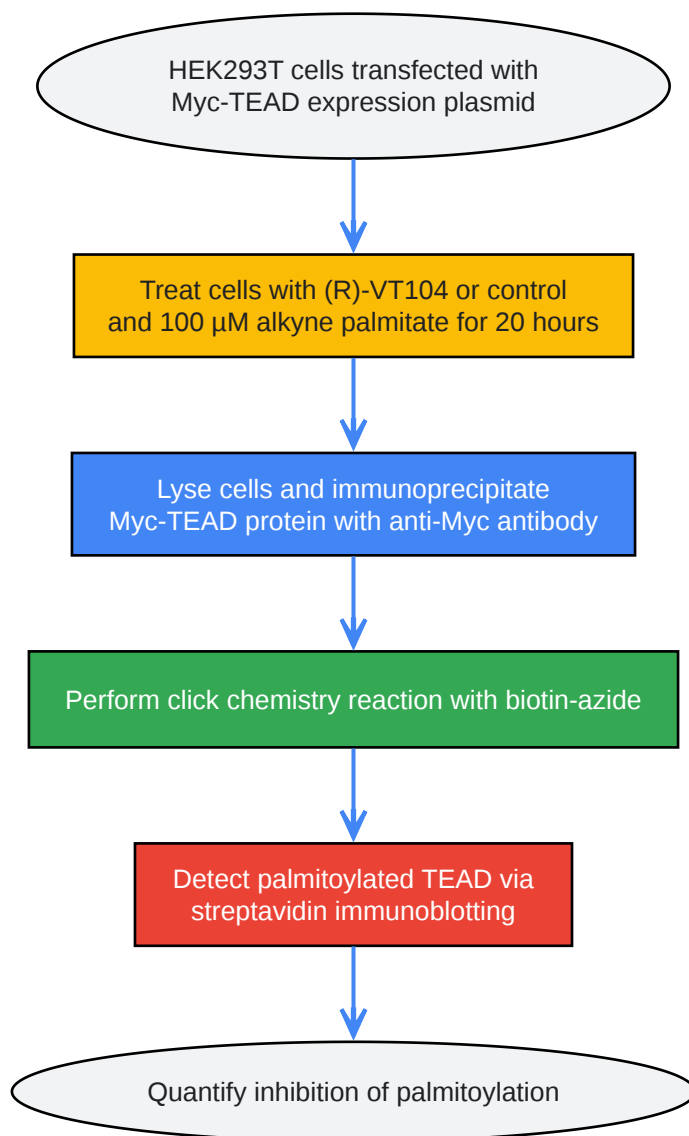 HEK293T cells transfected with
Myc-TEAD expression plasmid
Treat cells with (R)-VT104 or control
and 100 µM alkyne palmitate for 20 hours
Lyse cells and immunoprecipitate
Myc-TEAD protein with anti-Myc antibody
Perform click chemistry reaction with biotin-azide
Detect palmitoylated TEAD via
streptavidin immunoblotting
Quantify inhibition of palmitoylation